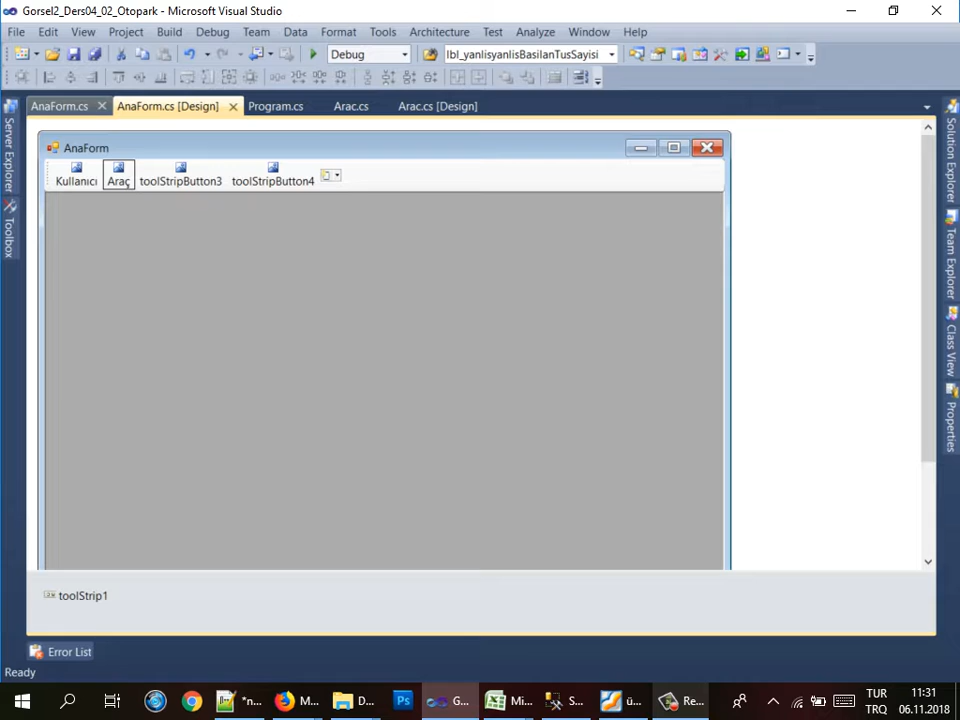 Gorsel2_Ders04_02_Otopark - Microsoft Visual Studio
File Edit View Project Build Debug Team Data Format Tools Architecture Test Analyze Window Help
Debug lbl_yanlisyanlisBasilanTusSayisi
AnaForm.cs AnaForm.cs [Design] Program.cs Arac.cs Arac.cs [Design]
Server Explorer
Toolbox
AnaForm
Kullanıcı Araç toolStripButton3 toolStripButton4
Solution Explorer
Team Explorer
Class View
Properties
toolStrip1
Error List
Ready
*n... M... D... Ps G... Mi... S... ü... Re... TUR 11:31
TRQ 06.11.2018